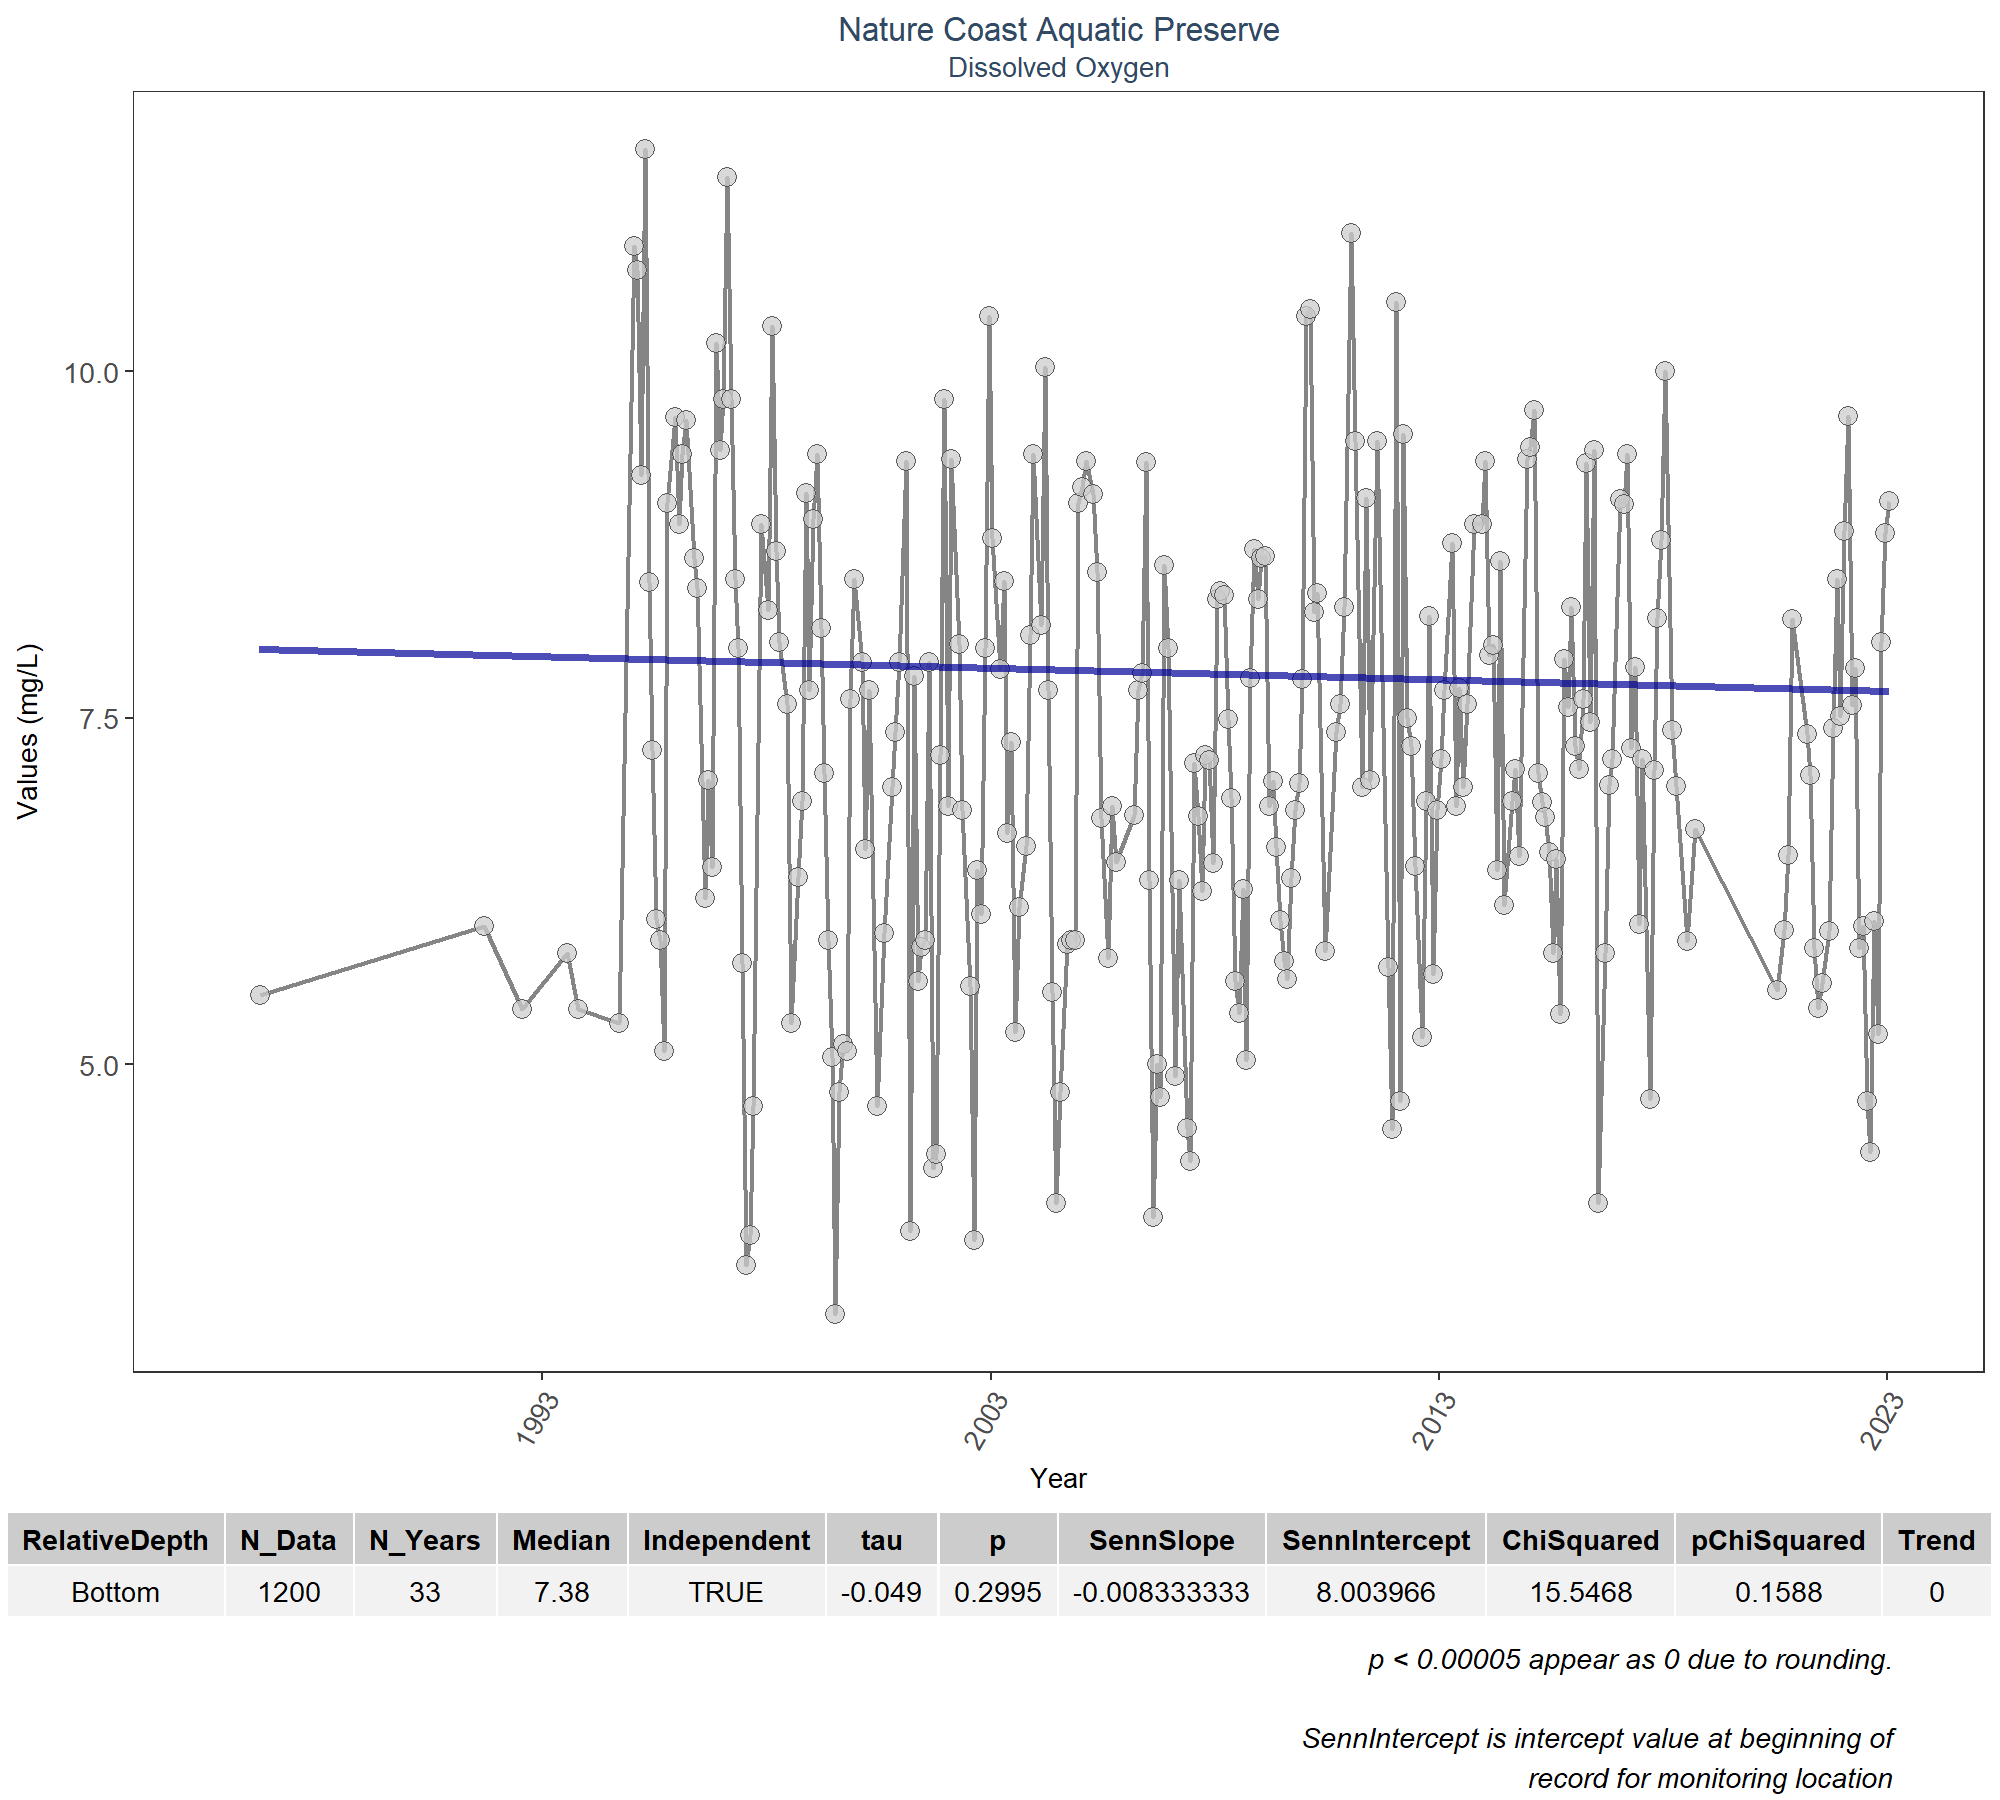 Nature Coast Aquatic Preserve
Dissolved Oxygen
Values (mg/L)
10.0
7.5
5.0
1993 2003 2013 2023
Year
RelativeDepth N_Data N_Years Median Independent tau p SennSlope SennIntercept ChiSquared pChiSquared Trend
Bottom 1200 33 7.38 TRUE -0.049 0.2995 -0.008333333 8.003966 15.5468 0.1588 0
p < 0.00005 appear as 0 due to rounding.
SennIntercept is intercept value at beginning of
record for monitoring location